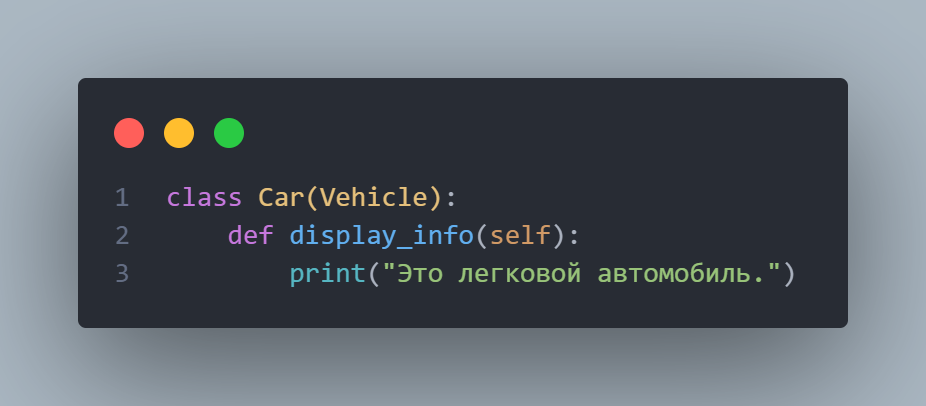 1 class Car(Vehicle):
2     def display_info(self):
3         print("Это легковой автомобиль.")